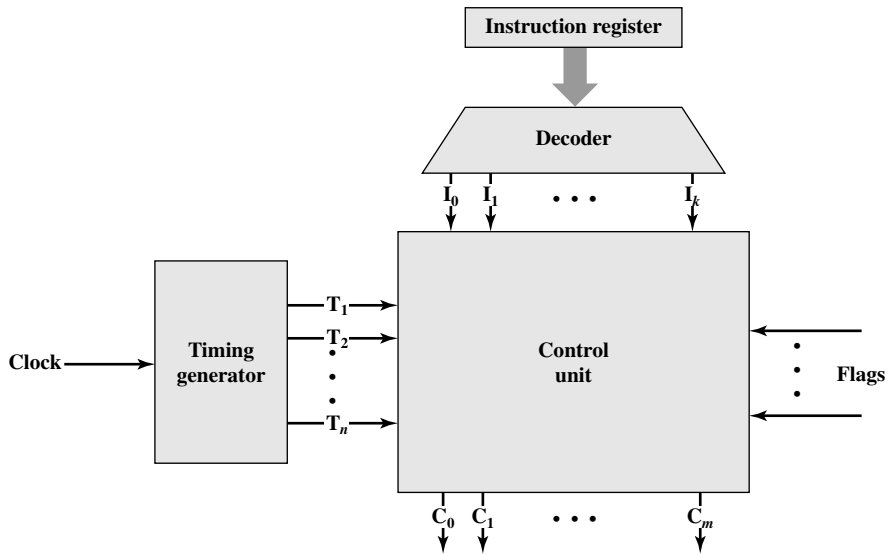 Instruction register
Decoder
I₀ I₁ • • • Iₖ
T₁
T₂
•
•
•
Tₙ
Clock
Timing
generator
Control
unit
•
•
•
Flags
C₀ C₁ • • • Cₘ